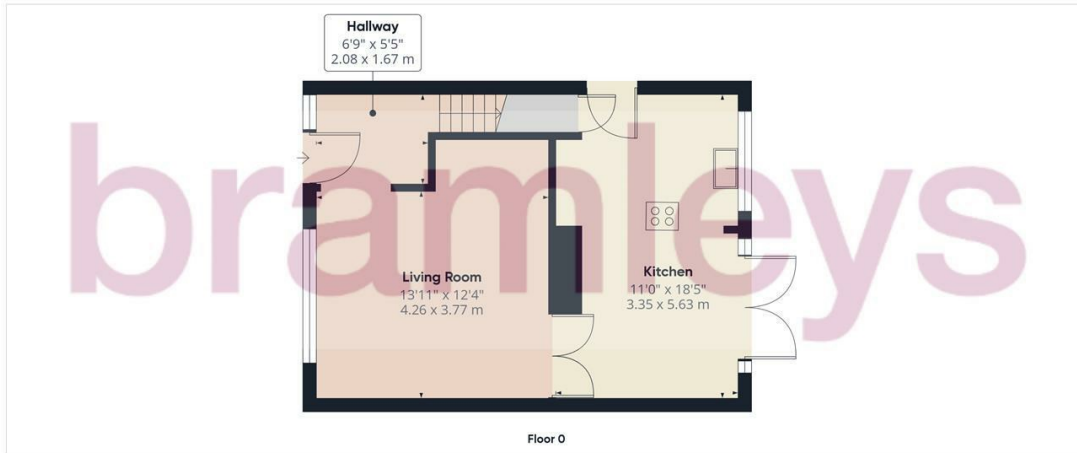 Hallway
6'9" x 5'5"
2.08 x 1.67 m
bramleys
Living Room
13'11" x 12'4"
4.26 x 3.77 m
Kitchen
11'0" x 18'5"
3.35 x 5.63 m
Floor 0